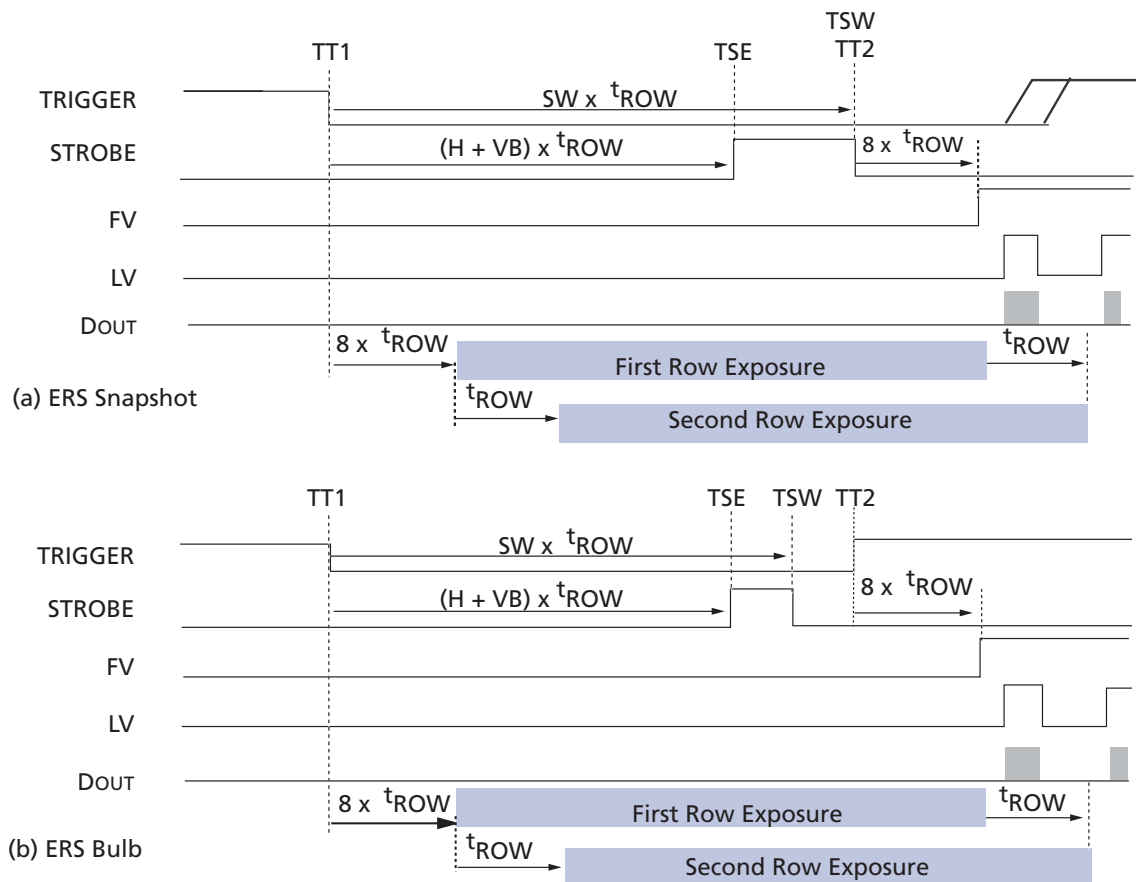 TSW
TT1 TSE TT2
TRIGGER
SW x tROW
STROBE
(H + VB) x tROW
8 x tROW
FV
LV
DOUT
8 x tROW
First Row Exposure
tROW
(a) ERS Snapshot
tROW
Second Row Exposure
TT1 TSE TSW TT2
TRIGGER
SW x tROW
STROBE
(H + VB) x tROW
8 x tROW
FV
LV
DOUT
8 x tROW
First Row Exposure
tROW
(b) ERS Bulb
tROW
Second Row Exposure